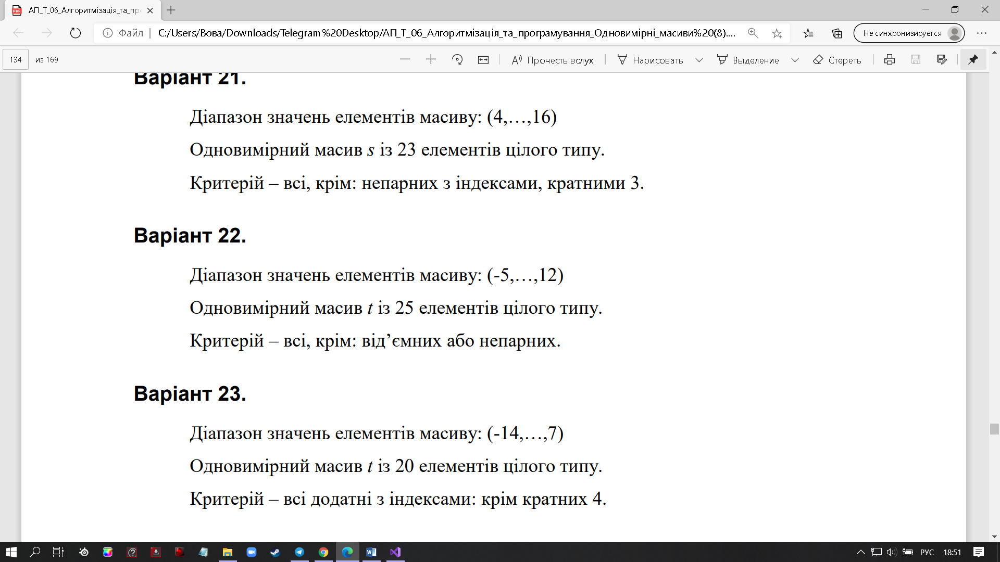 АП_Т_06_Алгоритмізація_та_пр
Файл
C:/Users/Вова/Downloads/Telegram%20Desktop/АП_Т_06_Алгоритмізація_та_програмування_Одновимірні_масиви%20(8)....
Не синхронизируется
134 из 169
Прочесть вслух
Нарисовать
Выделение
Стереть
Варіант 21.
Діапазон значень елементів масиву: (4,…,16)
Одновимірний масив s із 23 елементів цілого типу.
Критерій – всі, крім: непарних з індексами, кратними 3.
Варіант 22.
Діапазон значень елементів масиву: (-5,…,12)
Одновимірний масив t із 25 елементів цілого типу.
Критерій – всі, крім: від’ємних або непарних.
Варіант 23.
Діапазон значень елементів масиву: (-14,…,7)
Одновимірний масив t із 20 елементів цілого типу.
Критерій – всі додатні з індексами: крім кратних 4.
РУС
18:51